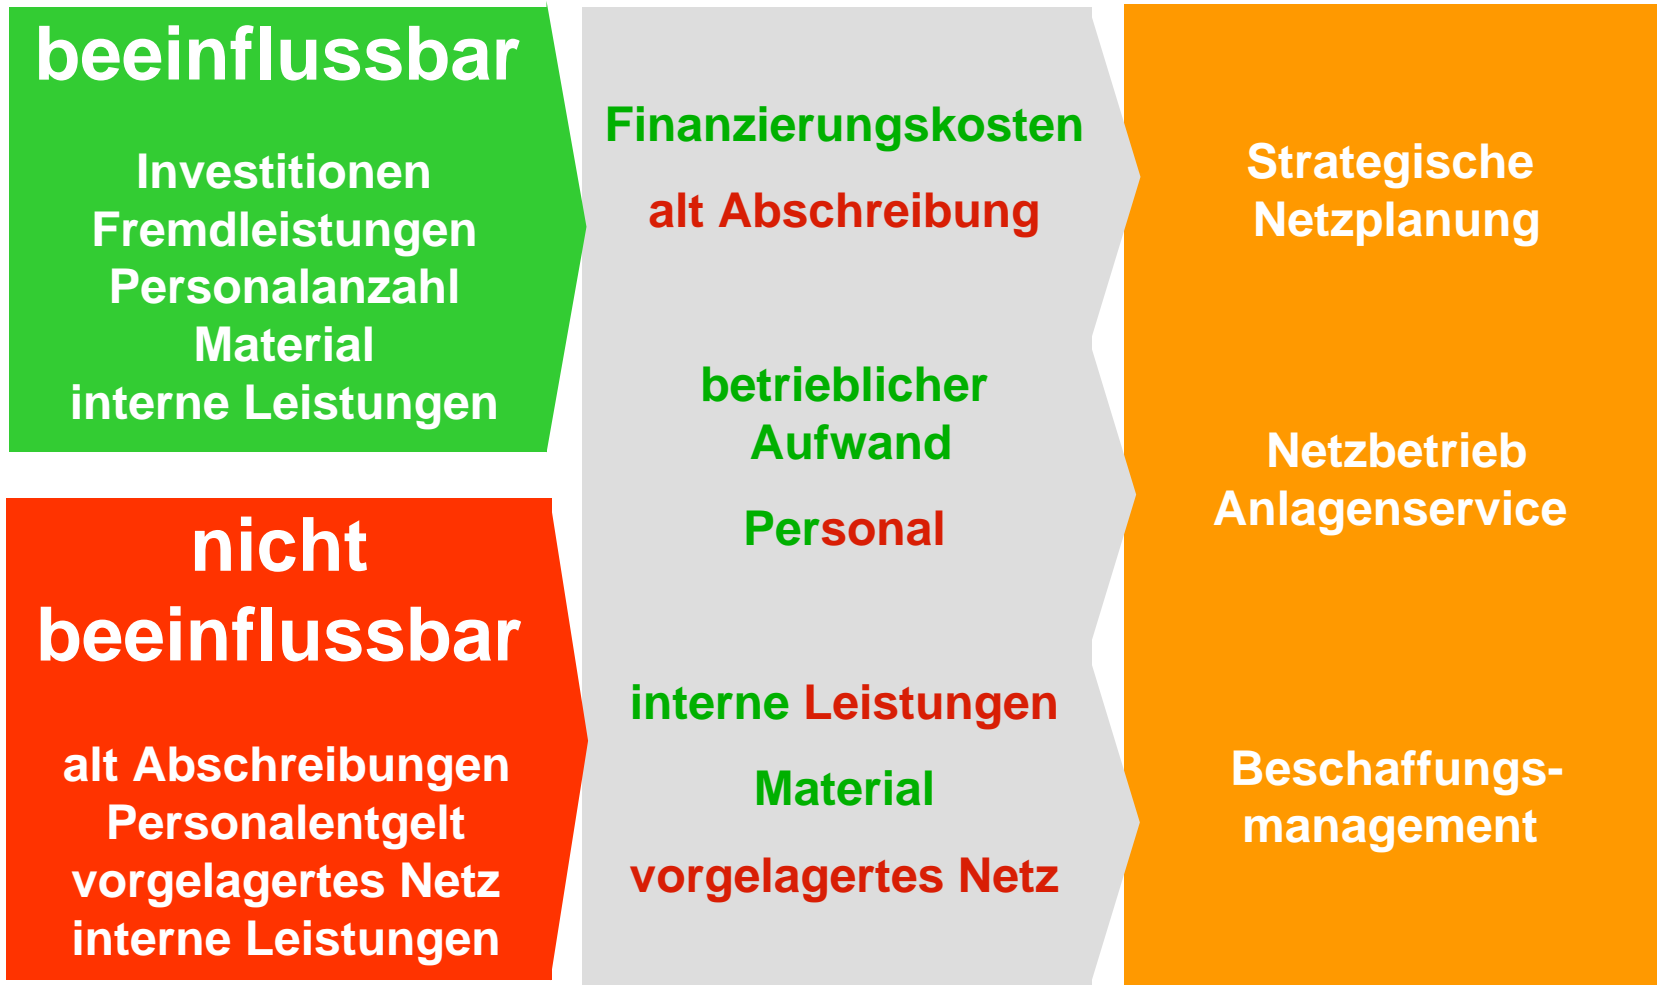 beeinflussbar
Investitionen
Fremdleistungen
Personalanzahl
Material
interne Leistungen
nicht
beeinflussbar
alt Abschreibungen
Personalentgelt
vorgelagertes Netz
interne Leistungen
Finanzierungskosten
alt Abschreibung
betrieblicher
Aufwand
Personal
interne Leistungen
Material
vorgelagertes Netz
Strategische
Netzplanung
Netzbetrieb
Anlagenservice
Beschaffungs-
management